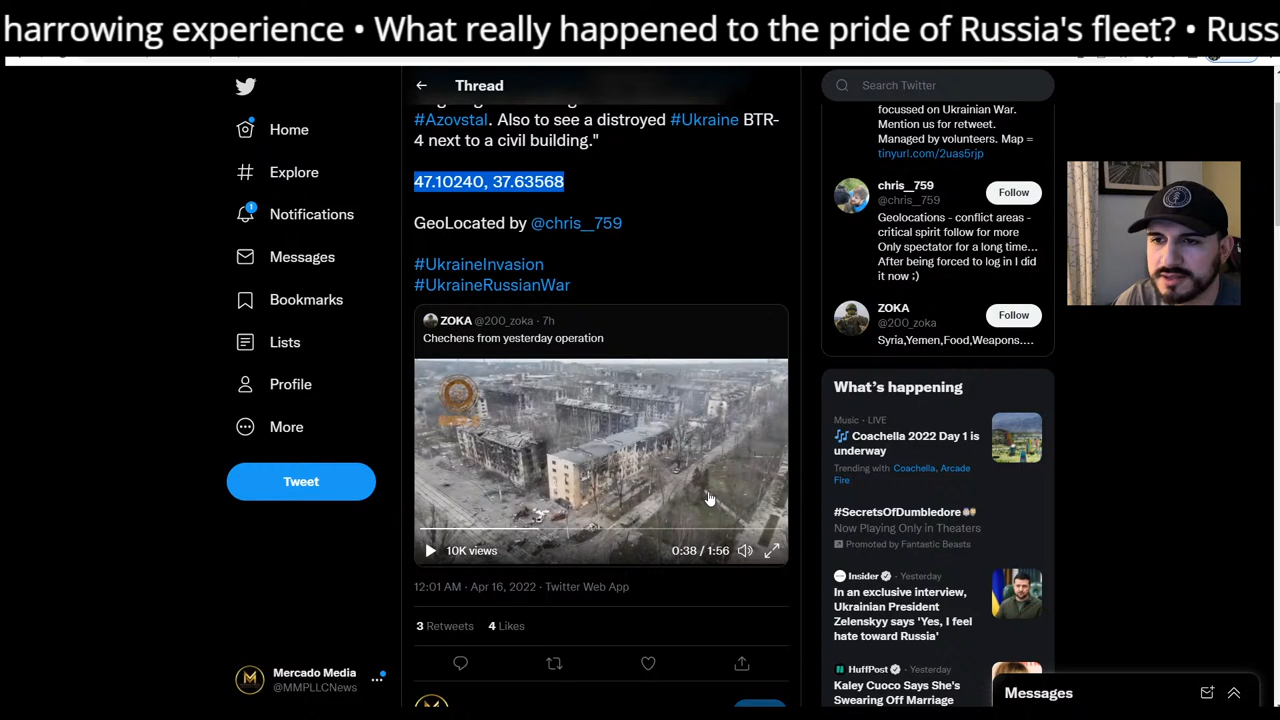 harrowing experience • What really happened to the pride of Russia's fleet? • Russ
Home
Explore
1
Notifications
Messages
Bookmarks
Lists
Profile
More
Tweet
Mercado Media
@MMPLLCNews
Thread
#Azovstal. Also to see a distroyed #Ukraine BTR-
4 next to a civil building."
47.10240, 37.63568
GeoLocated by @chris__759
#UkraineInvasion
#UkraineRussianWar
ZOKA @200_zoka · 7h
Chechens from yesterday operation
10K views
0:38 / 1:56
12:01 AM · Apr 16, 2022 · Twitter Web App
3 Retweets 4 Likes
Search Twitter
focussed on Ukrainian War.
Mention us for retweet.
Managed by volunteers. Map =
tinyurl.com/2uas5rjp
chris__759
@chris__759
Follow
Geolocations - conflict areas -
critical spirit follow for more
Only spectator for a long time...
After being forced to log in I did
it now ;)
ZOKA
@200_zoka
Follow
Syria,Yemen,Food,Weapons....
What's happening
Music · LIVE
Coachella 2022 Day 1 is
underway
Trending with Coachella, Arcade
Fire
#SecretsOfDumbledore
Now Playing Only in Theaters
Promoted by Fantastic Beasts
Insider · Yesterday
In an exclusive interview,
Ukrainian President
Zelenskyy says 'Yes, I feel
hate toward Russia'
HuffPost · Yesterday
Kaley Cuoco Says She's
Swearing Off Marriage
Messages